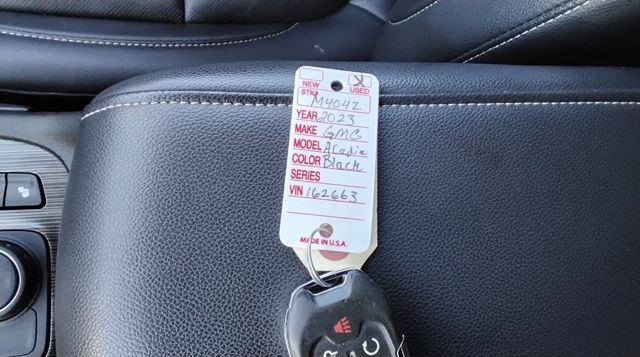 X
NEW USED
STK# M4042
YEAR 2023
MAKE GMC
MODEL Acadia
COLOR Black
SERIES
VIN 162663
MADE IN U.S.A.